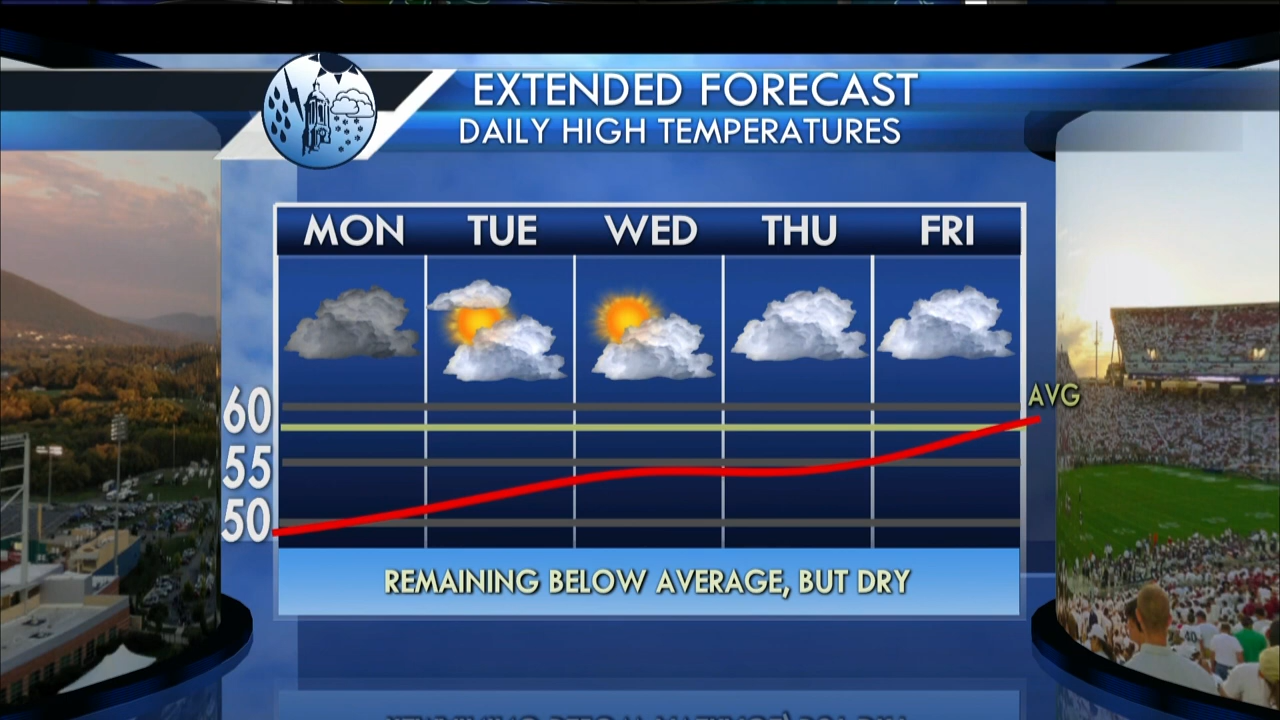 EXTENDED FORECAST
DAILY HIGH TEMPERATURES
MON TUE WED THU FRI
60
AVG
55
50
REMAINING BELOW AVERAGE, BUT DRY
40